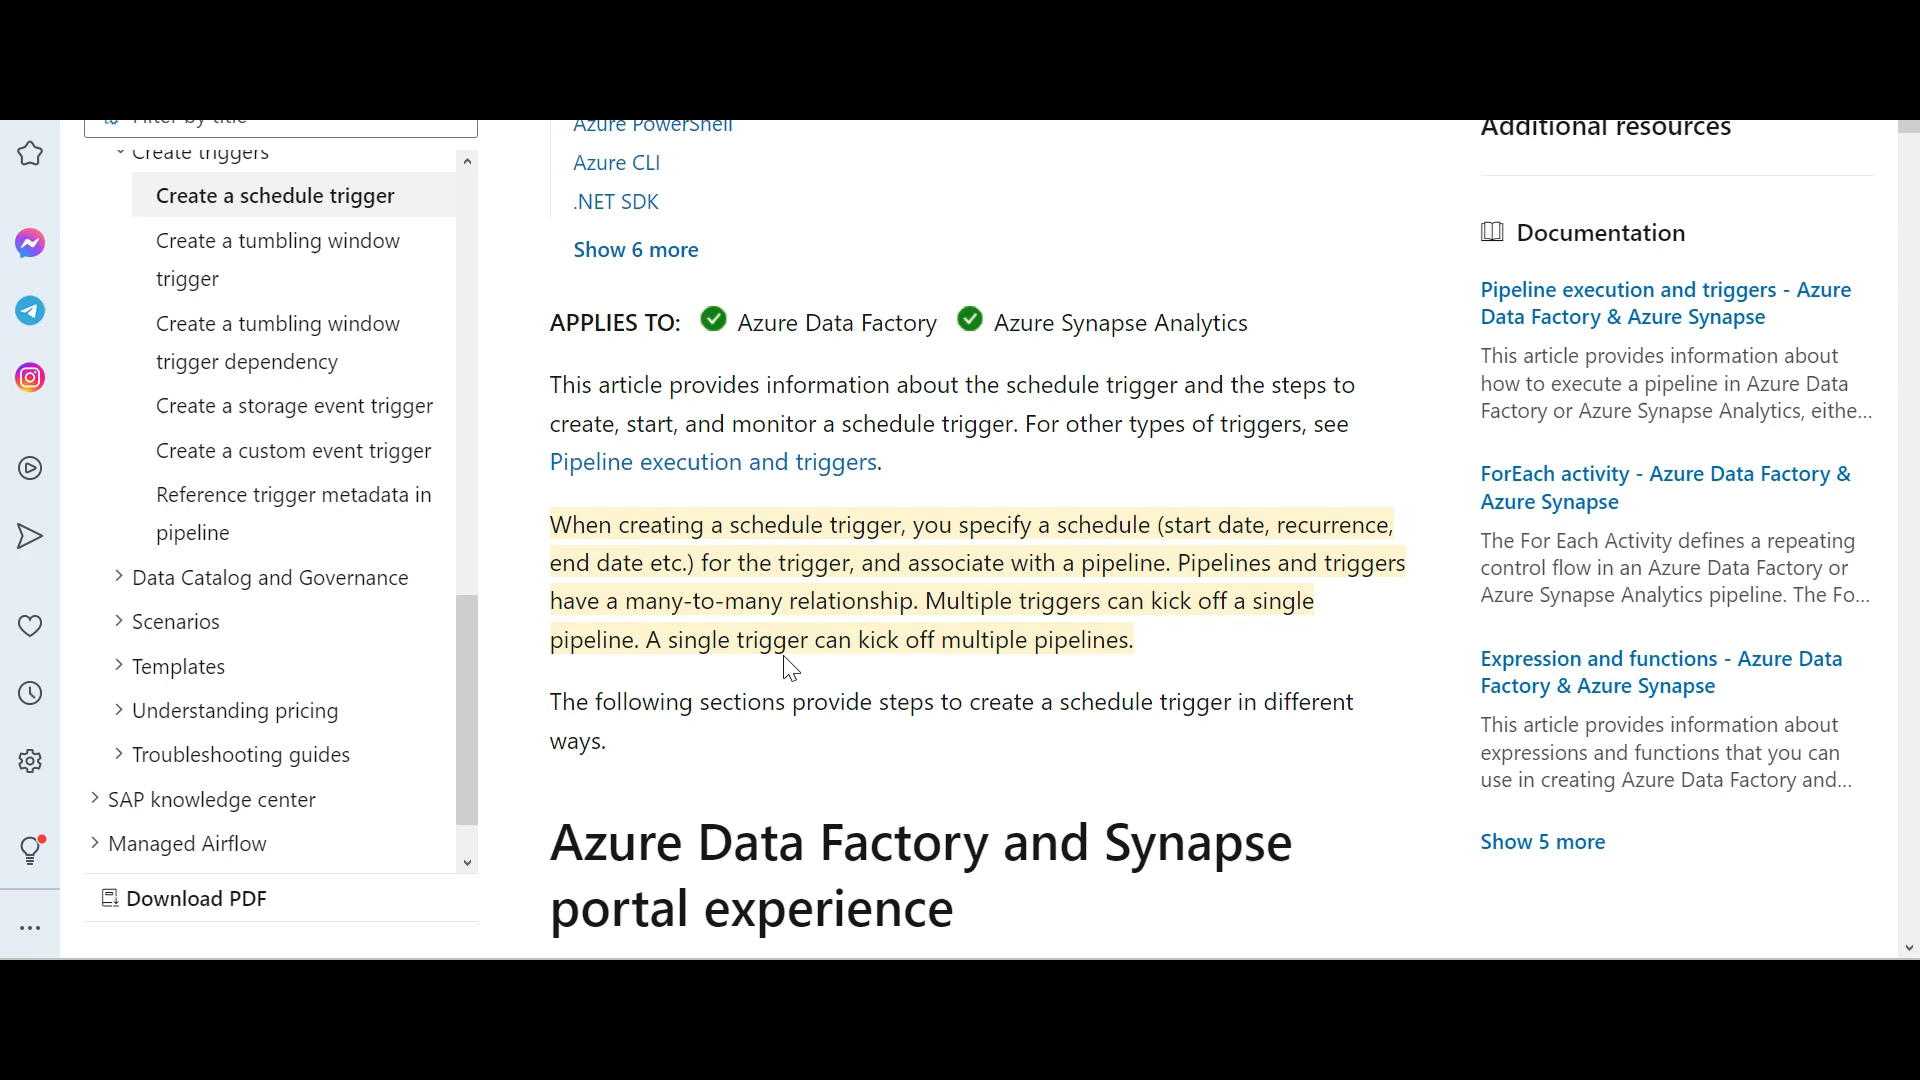 Create triggers
Create a schedule trigger
Create a tumbling window
trigger
Create a tumbling window
trigger dependency
Create a storage event trigger
Create a custom event trigger
Reference trigger metadata in
pipeline
Data Catalog and Governance
Scenarios
Templates
Understanding pricing
Troubleshooting guides
SAP knowledge center
Managed Airflow
Download PDF
Azure PowerShell
Azure CLI
.NET SDK
Show 6 more
APPLIES TO: Azure Data Factory Azure Synapse Analytics
This article provides information about the schedule trigger and the steps to
create, start, and monitor a schedule trigger. For other types of triggers, see
Pipeline execution and triggers.
When creating a schedule trigger, you specify a schedule (start date, recurrence,
end date etc.) for the trigger, and associate with a pipeline. Pipelines and triggers
have a many-to-many relationship. Multiple triggers can kick off a single
pipeline. A single trigger can kick off multiple pipelines.
The following sections provide steps to create a schedule trigger in different
ways.
Azure Data Factory and Synapse
portal experience
Additional resources
Documentation
Pipeline execution and triggers - Azure
Data Factory & Azure Synapse
This article provides information about
how to execute a pipeline in Azure Data
Factory or Azure Synapse Analytics, eithe...
ForEach activity - Azure Data Factory &
Azure Synapse
The For Each Activity defines a repeating
control flow in an Azure Data Factory or
Azure Synapse Analytics pipeline. The Fo...
Expression and functions - Azure Data
Factory & Azure Synapse
This article provides information about
expressions and functions that you can
use in creating Azure Data Factory and...
Show 5 more